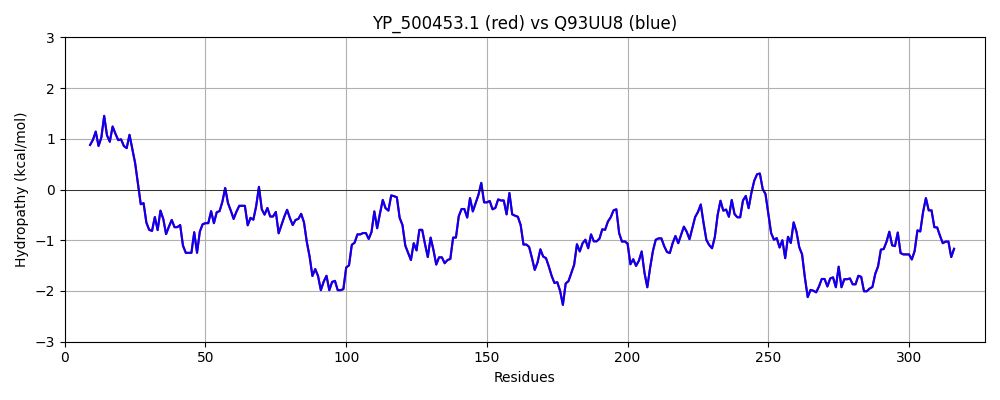 YP_500453.1 (red) vs Q93UU8 (blue)
Hydropathy (kcal/mol)
3
2
1
0
−1
−2
−3
0 50 100 150 200 250 300
Residues